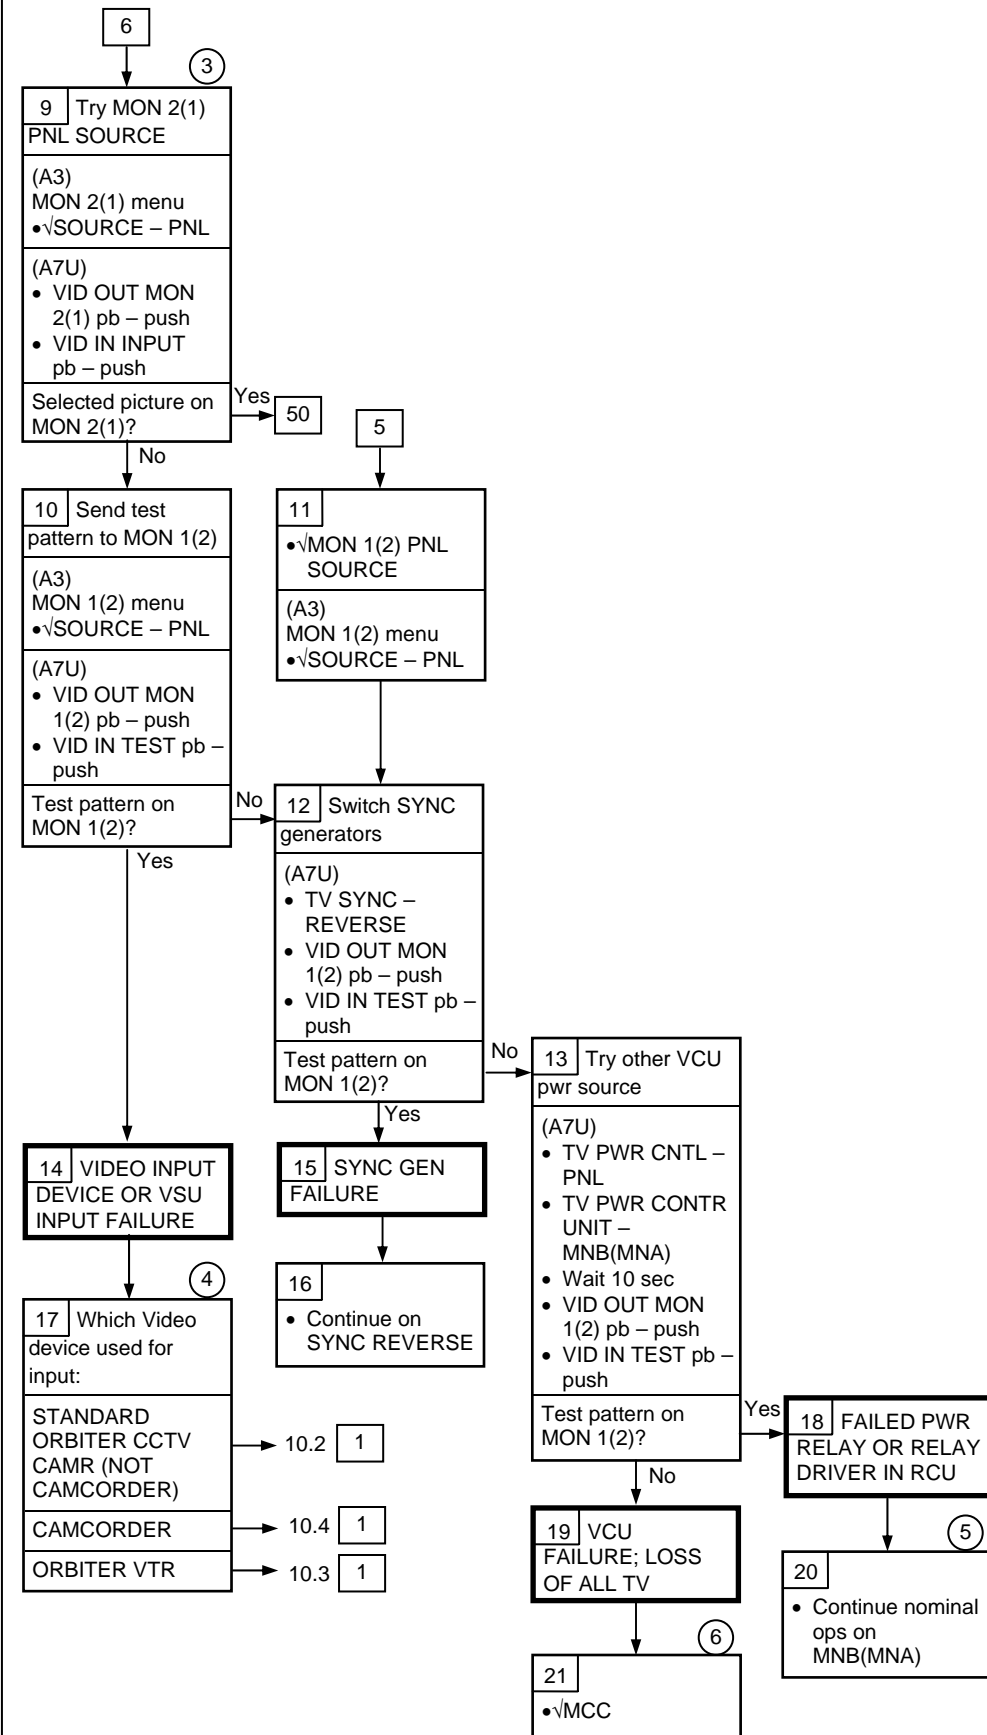 6
3
9 Try MON 2(1)
PNL SOURCE
(A3)
MON 2(1) menu
•√SOURCE – PNL
(A7U)
• VID OUT MON
2(1) pb – push
• VID IN INPUT
pb – push
Selected picture on
MON 2(1)?
Yes
50
No
10 Send test
pattern to MON 1(2)
(A3)
MON 1(2) menu
•√SOURCE – PNL
(A7U)
• VID OUT MON
1(2) pb – push
• VID IN TEST pb –
push
Test pattern on
MON 1(2)?
No
Yes
5
11
•√MON 1(2) PNL
SOURCE
(A3)
MON 1(2) menu
•√SOURCE – PNL
12 Switch SYNC
generators
(A7U)
• TV SYNC –
REVERSE
• VID OUT MON
1(2) pb – push
• VID IN TEST pb –
push
Test pattern on
MON 1(2)?
No
Yes
13 Try other VCU
pwr source
(A7U)
• TV PWR CNTL –
PNL
• TV PWR CONTR
UNIT –
MNB(MNA)
• Wait 10 sec
• VID OUT MON
1(2) pb – push
• VID IN TEST pb –
push
Test pattern on
MON 1(2)?
Yes
No
14 VIDEO INPUT
DEVICE OR VSU
INPUT FAILURE
15 SYNC GEN
FAILURE
16
• Continue on
SYNC REVERSE
4
17 Which Video
device used for
input:
STANDARD
ORBITER CCTV
CAMR (NOT
CAMCORDER)
10.2 1
CAMCORDER
10.4 1
ORBITER VTR
10.3 1
18 FAILED PWR
RELAY OR RELAY
DRIVER IN RCU
19 VCU
FAILURE; LOSS
OF ALL TV
5
20
• Continue nominal
ops on
MNB(MNA)
6
21
•√MCC